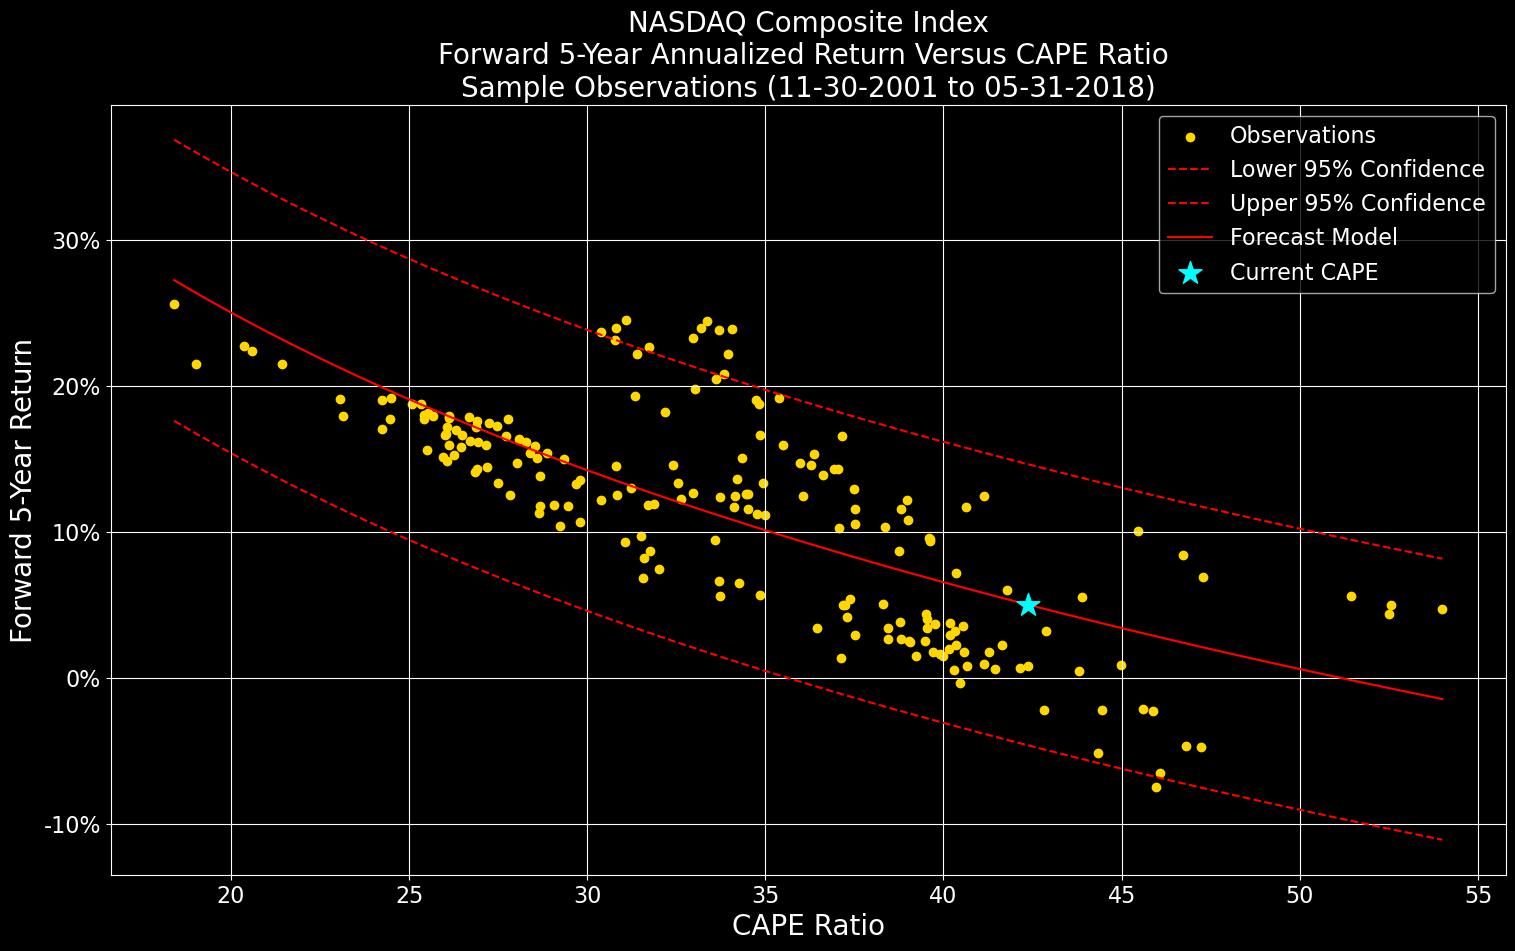 NASDAQ Composite Index
Forward 5-Year Annualized Return Versus CAPE Ratio
Sample Observations (11-30-2001 to 05-31-2018)
Observations
Lower 95% Confidence
Upper 95% Confidence
Forecast Model
Current CAPE
Forward 5-Year Return
30%
20%
10%
0%
-10%
20 25 30 35 40 45 50 55
CAPE Ratio